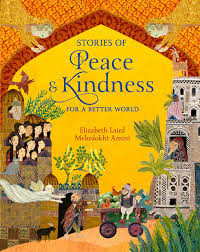 STORIES OF
Peace
& Kindness
FOR A BETTER WORLD
Elizabeth Laird
Mehrdokht Amini